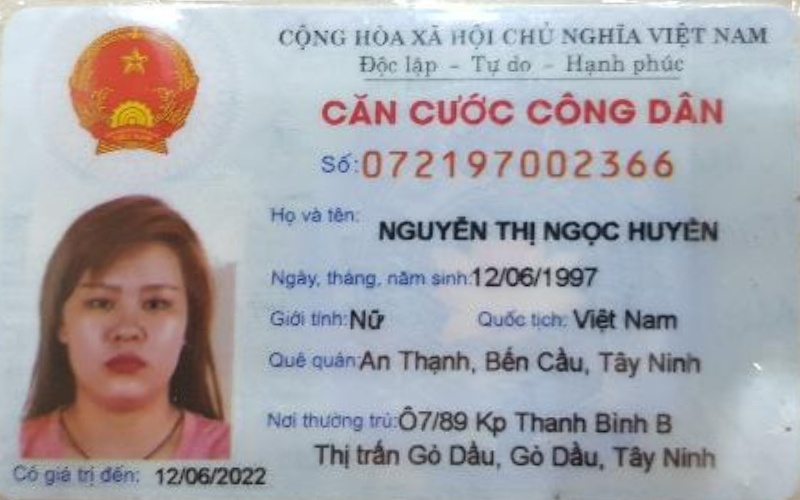 CỘNG HÒA XÃ HỘI CHỦ NGHĨA VIỆT NAM
Độc lập - Tự do - Hạnh phúc
CĂN CƯỚC CÔNG DÂN
Số: 072197002366
Họ và tên: NGUYỄN THỊ NGỌC HUYỀN
Ngày, tháng, năm sinh: 12/06/1997
Giới tính: Nữ Quốc tịch: Việt Nam
Quê quán: An Thạnh, Bến Cầu, Tây Ninh
Nơi thường trú: Ô7/89 Kp Thanh Bình B
Thị trấn Gò Dầu, Gò Dầu, Tây Ninh
Có giá trị đến: 12/06/2022